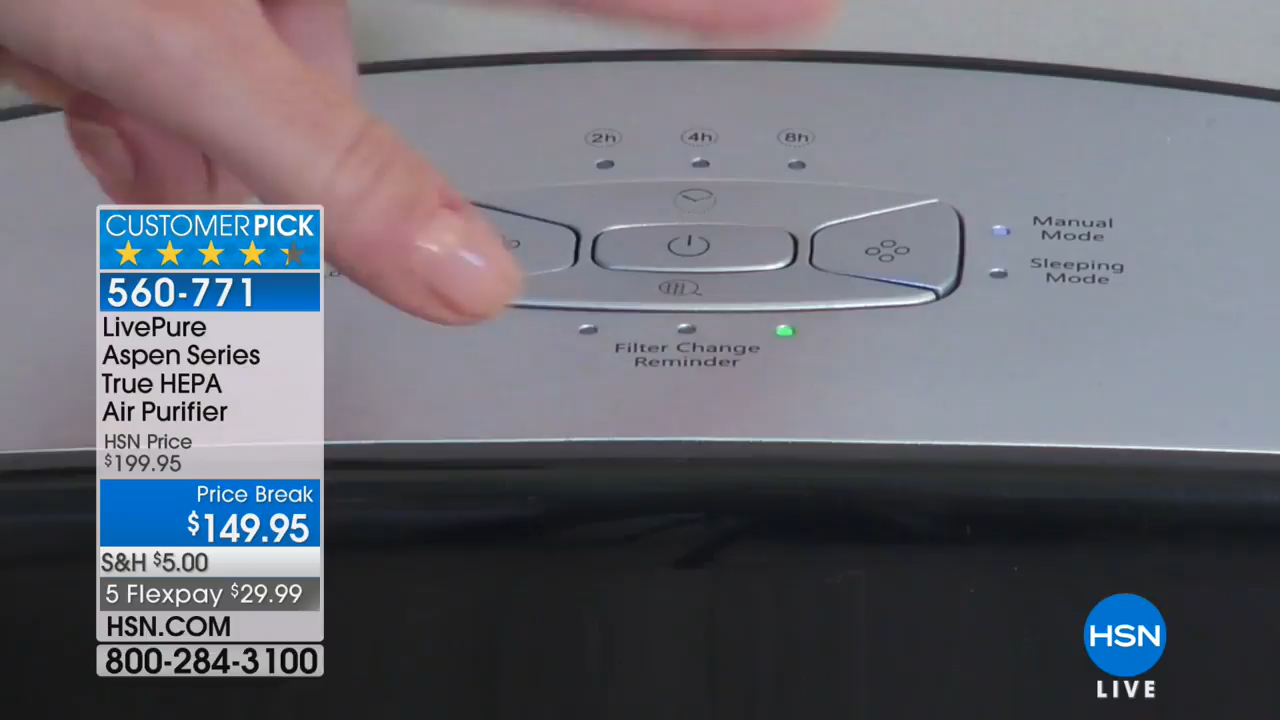 CUSTOMER PICK
560-771
LivePure
Aspen Series
True HEPA
Air Purifier
HSN Price
$199.95
Price Break
$149.95
S&H $5.00
5 Flexpay $29.99
HSN.COM
800-284-3100
2h 4h 8h
Manual
Mode
Sleeping
Mode
Filter Change
Reminder
HSN
LIVE